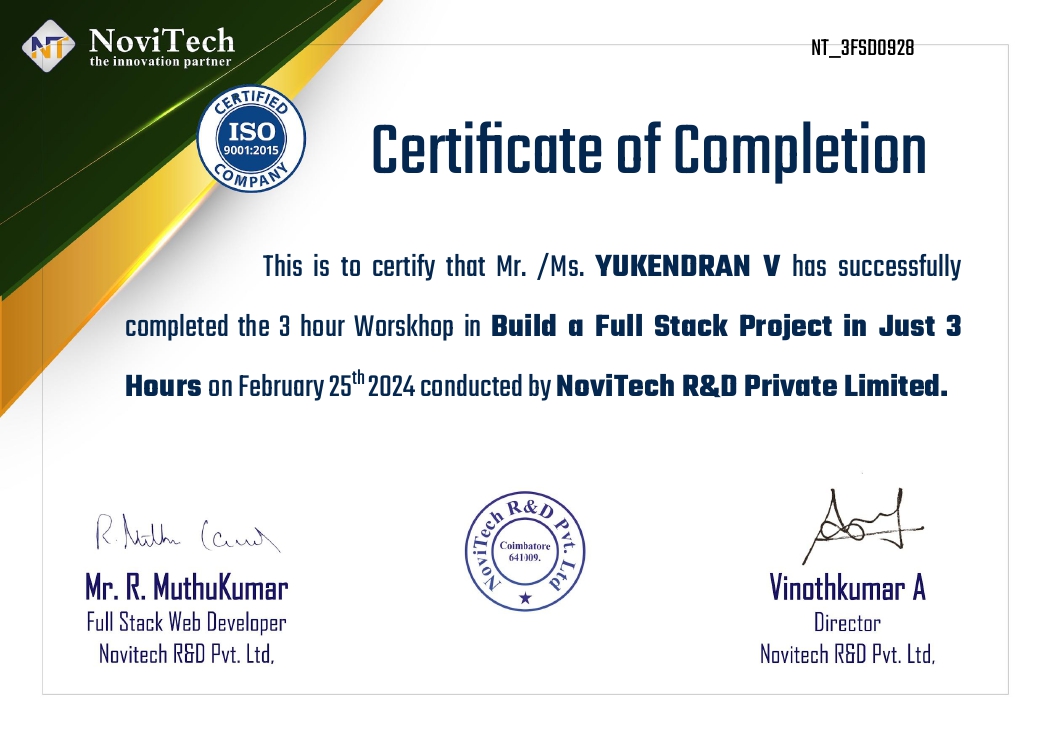 NT
NoviTech
the innovation partner
NT_3FSD0928
CERTIFIED
ISO
9001:2015
COMPANY
Certificate of Completion
This is to certify that Mr. /Ms. YUKENDRAN V has successfully
completed the 3 hour Worskhop in Build a Full Stack Project in Just 3
Hours on February 25th 2024 conducted by NoviTech R&D Private Limited.
R. Muthu Kumar
NoviTech R&D Pvt. Ltd
Coimbatore
641009.
Mr. R. MuthuKumar
Full Stack Web Developer
Novitech R&D Pvt. Ltd,
Vinothkumar A
Director
Novitech R&D Pvt. Ltd,